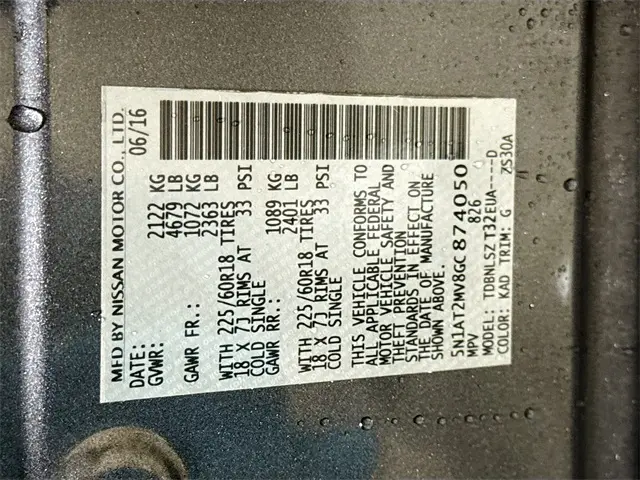 MFD BY NISSAN MOTOR CO., LTD.
DATE: 06/16
GVWR: 2122 KG
4679 LB
GAWR FR.: 1072 KG
2363 LB
WITH 225/60R18 TIRES
18 X 7J RIMS AT 33 PSI
COLD SINGLE
GAWR RR.: 1089 KG
2401 LB
WITH 225/60R18 TIRES
18 X 7J RIMS AT 33 PSI
COLD SINGLE
THIS VEHICLE CONFORMS TO
ALL APPLICABLE FEDERAL
MOTOR VEHICLE SAFETY AND
THEFT PREVENTION
STANDARDS IN EFFECT ON
THE DATE OF MANUFACTURE
SHOWN ABOVE.
5N1AT2MV8GC874050
MPV 826
MODEL: TDBNLSZ T32EUA----D
COLOR: KAD TRIM: G ZS30A